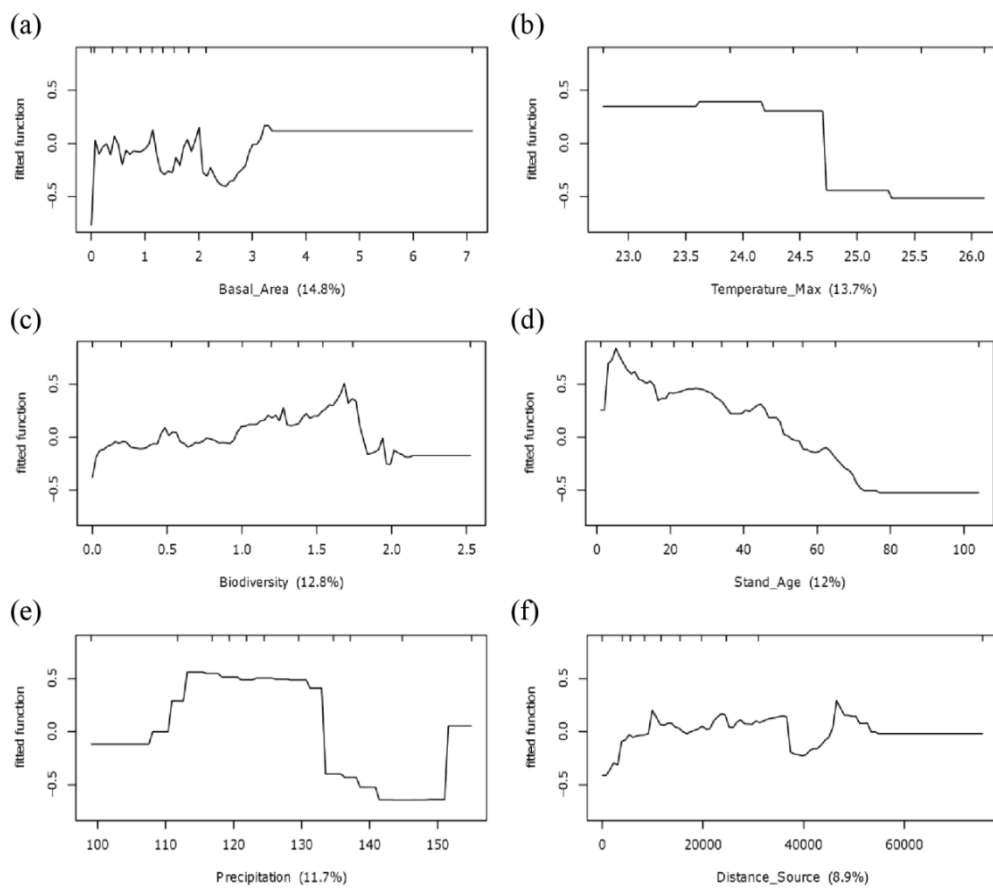 (a)
fitted function
0.5
0.0
−0.5
0 1 2 3 4 5 6 7
Basal_Area (14.8%)
(b)
fitted function
0.5
0.0
−0.5
23.0 23.5 24.0 24.5 25.0 25.5 26.0
Temperature_Max (13.7%)
(c)
fitted function
0.5
0.0
−0.5
0.0 0.5 1.0 1.5 2.0 2.5
Biodiversity (12.8%)
(d)
fitted function
0.5
0.0
−0.5
0 20 40 60 80 100
Stand_Age (12%)
(e)
fitted function
0.5
0.0
−0.5
100 110 120 130 140 150
Precipitation (11.7%)
(f)
fitted function
0.5
0.0
−0.5
0 20000 40000 60000
Distance_Source (8.9%)